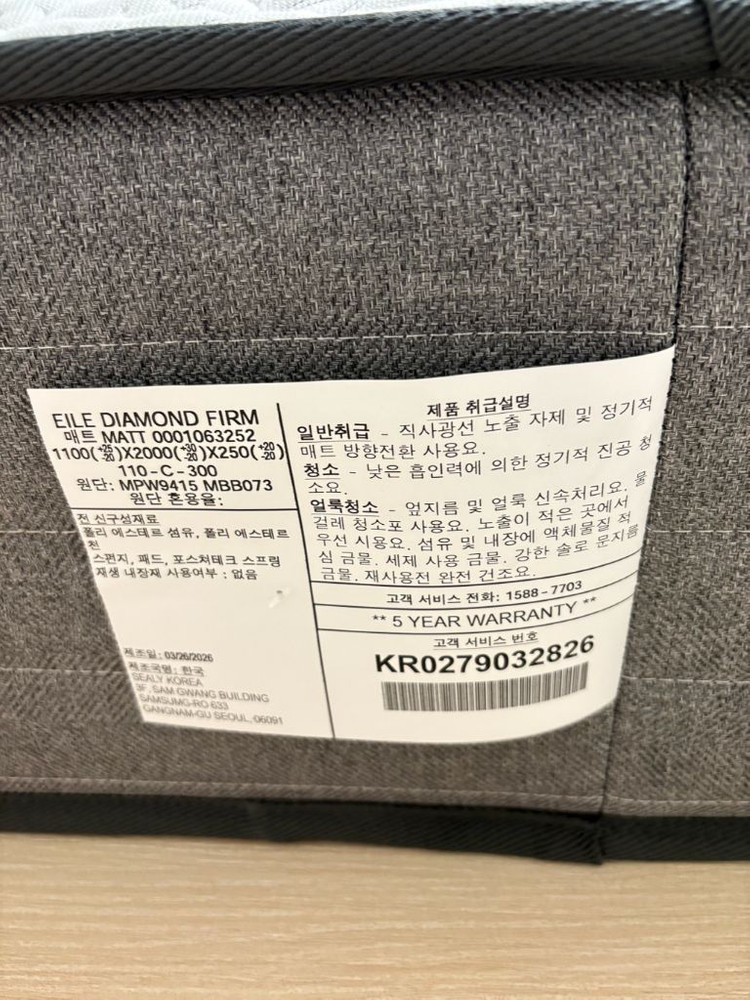 EILE DIAMOND FIRM
매트 MATT 0001063252
1100(+25 -20)X2000(+30 -20)X250(+20 -20)
110-C-300
원단: MPW9415 MBB073
원단 혼용율:
전 신구성재료
폴리 에스테르 섬유, 폴리 에스테르
천
스펀지, 패드, 포스처테크 스프링
재생 내장재 사용여부 : 없음
제조일: 03/26/2026
제조국명: 한국
SEALY KOREA
3F, SAM GWANG BUILDING
SAMSUMG-RO 633
GANGNAM-GU SEOUL, 06091
제품 취급설명
일반취급 - 직사광선 노출 자제 및 정기적
매트 방향전환 사용요.
청소 - 낮은 흡인력에 의한 정기적 진공 청
소요.
얼룩청소 - 엎지름 및 얼룩 신속처리요. 물
걸레 청소포 사용요. 노출이 적은 곳에서
우선 시용요. 섬유 및 내장에 액체물질 적
심 금물. 세제 사용 금물. 강한 솔로 문지름
금물. 재사용전 완전 건조요.
고객 서비스 전화: 1588-7703
** 5 YEAR WARRANTY **
고객 서비스 번호
KR0279032826